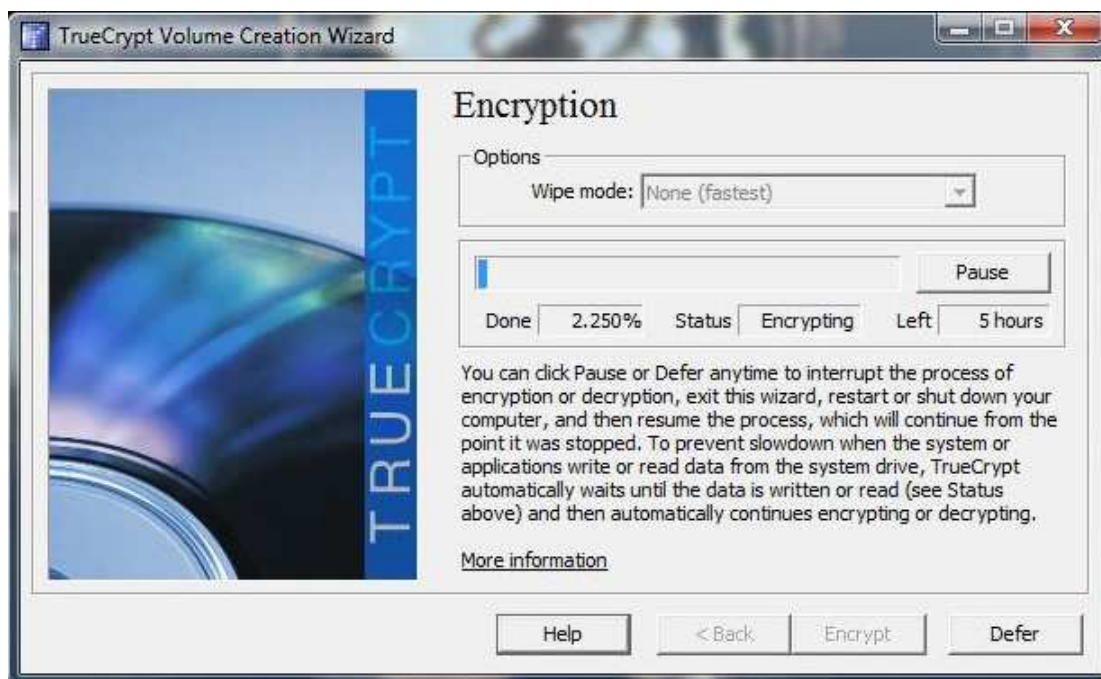 TrueCrypt Volume Creation Wizard
TRUECRYPT
Encryption
Options
Wipe mode: None (fastest)
Pause
Done 2.250% Status Encrypting Left 5 hours
You can click Pause or Defer anytime to interrupt the process of
encryption or decryption, exit this wizard, restart or shut down your
computer, and then resume the process, which will continue from the
point it was stopped. To prevent slowdown when the system or
applications write or read data from the system drive, TrueCrypt
automatically waits until the data is written or read (see Status
above) and then automatically continues encrypting or decrypting.
More information
Help < Back Encrypt Defer